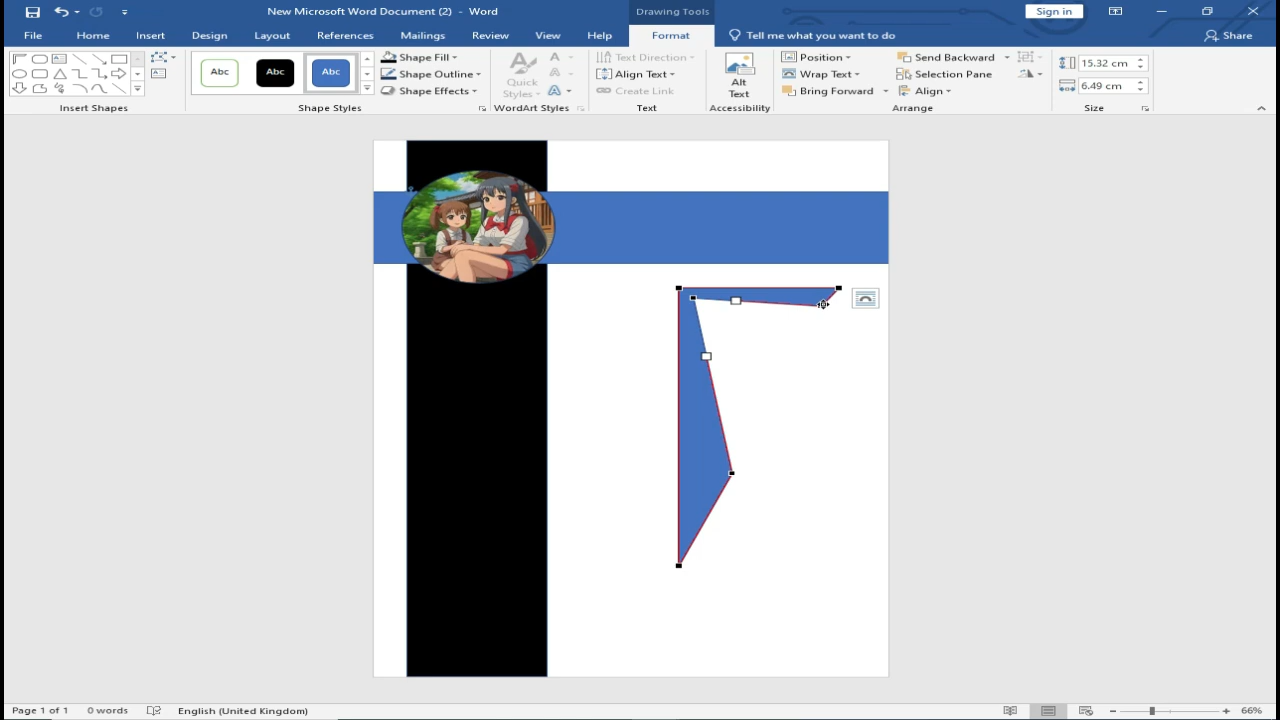 New Microsoft Word Document (2) - Word
Drawing Tools
Sign in
File
Home
Insert
Design
Layout
References
Mailings
Review
View
Help
Format
Tell me what you want to do
Share
Abc
Abc
Abc
Shape Fill
Shape Outline
Shape Effects
Quick
Styles
Text Direction
Align Text
Create Link
Alt
Text
Position
Wrap Text
Bring Forward
Send Backward
Selection Pane
Align
15.32 cm
6.49 cm
Insert Shapes
Shape Styles
WordArt Styles
Text
Accessibility
Arrange
Size
Page 1 of 1
0 words
English (United Kingdom)
66%